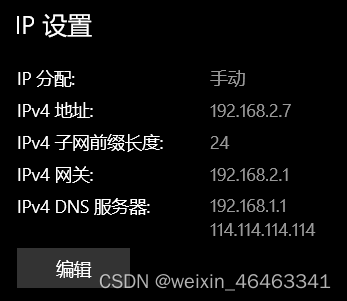 IP 设置
IP 分配: 手动
IPv4 地址: 192.168.2.7
IPv4 子网前缀长度: 24
IPv4 网关: 192.168.2.1
IPv4 DNS 服务器: 192.168.1.1
114.114.114.114
编辑
CSDN @weixin_46463341